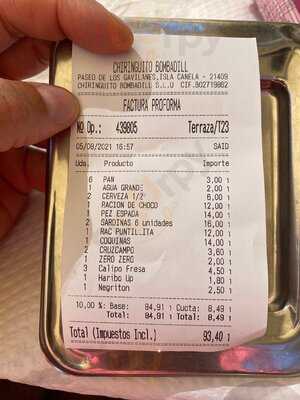 CHIRINGUITO BOMBADILL
PASEO DE LOS GAVILANES,ISLA CANELA - 21409
CHIRINGUITO BOMBADILL S.L.U CIF.B02719862
FACTURA PROFORMA
Nº Op.: 439805 Terraza/T23
05/08/2021 16:57 SAID
Uds. Producto Importe
6 PAN 3,00 1
1 AGUA GRANDE 2,00 1
2 CERVEZA 1/2 6,00 1
1 RACION DE CHOCO 12,00 1
1 PEZ ESPADA 14,00 1
2 SARDINAS 6 unidades 16,00 1
1 RAC PUNTILLITA 12,00 1
1 COQUINAS 14,00 1
2 CRUZCAMPO 3,60 1
1 ZERO ZERO 2,00 1
3 Calipo Fresa 4,50 1
1 Haribo Up 1,80 1
1 Negriton 2,50 1
10,00 %: Base: 84,91 1 Cuota: 8,49 1
Total: 84,91 1 Total: 8,49 1
Total (Impuestos Incl.) 93,40 1